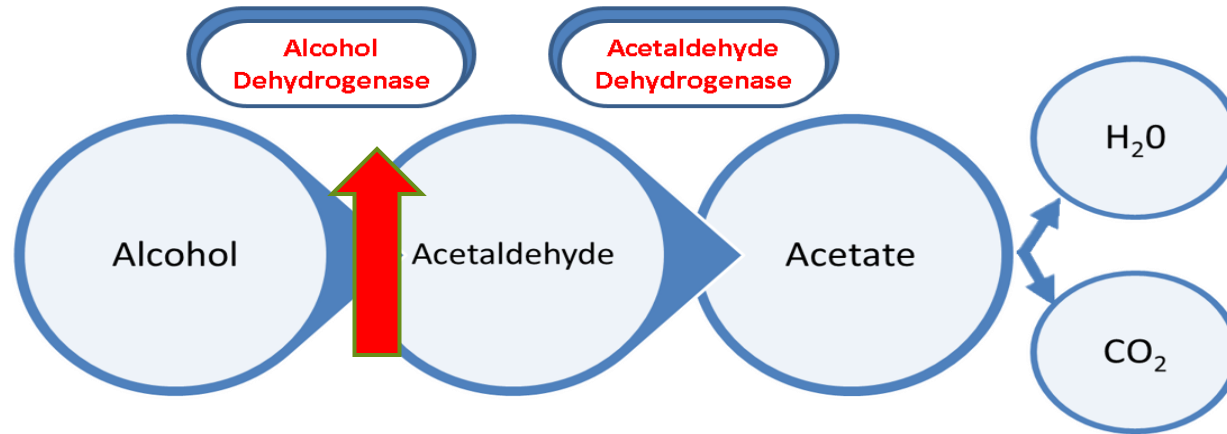 Alcohol
Dehydrogenase
Acetaldehyde
Dehydrogenase
Alcohol
Acetaldehyde
Acetate
H₂0
CO₂